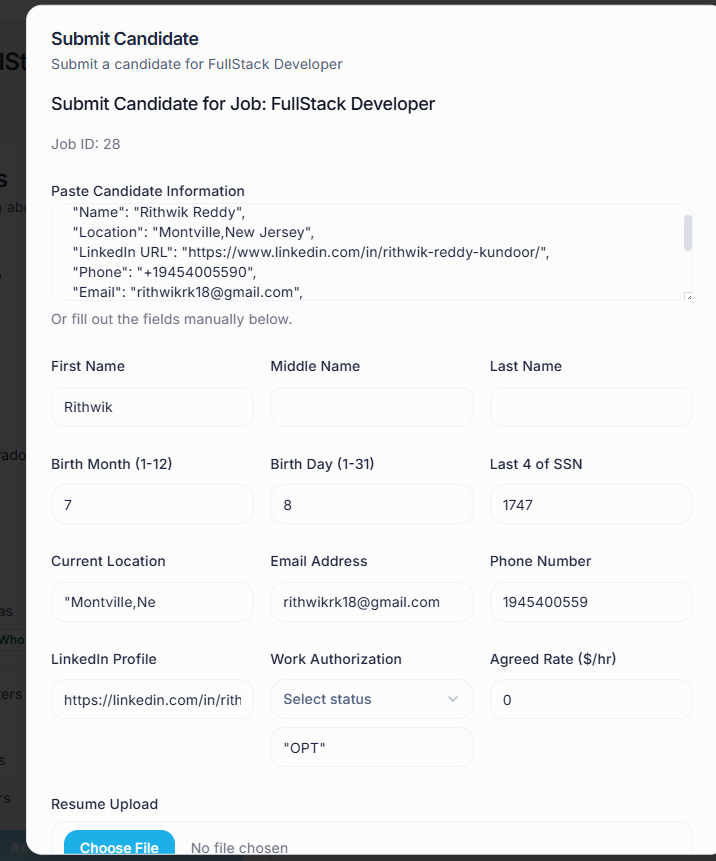 Submit Candidate
Submit a candidate for FullStack Developer
Submit Candidate for Job: FullStack Developer
Job ID: 28
Paste Candidate Information
"Name": "Rithwik Reddy",
"Location": "Montville,New Jersey",
"LinkedIn URL": "https://www.linkedin.com/in/rithwik-reddy-kundoor/",
"Phone": "+19454005590",
"Email": "rithwikrk18@gmail.com",
Or fill out the fields manually below.
First Name Middle Name Last Name
Rithwik
Birth Month (1-12) Birth Day (1-31) Last 4 of SSN
7 8 1747
Current Location Email Address Phone Number
"Montville,Ne rithwikrk18@gmail.com 1945400559
LinkedIn Profile Work Authorization Agreed Rate ($/hr)
https://linkedin.com/in/rith Select status 0
"OPT"
Resume Upload
Choose File No file chosen